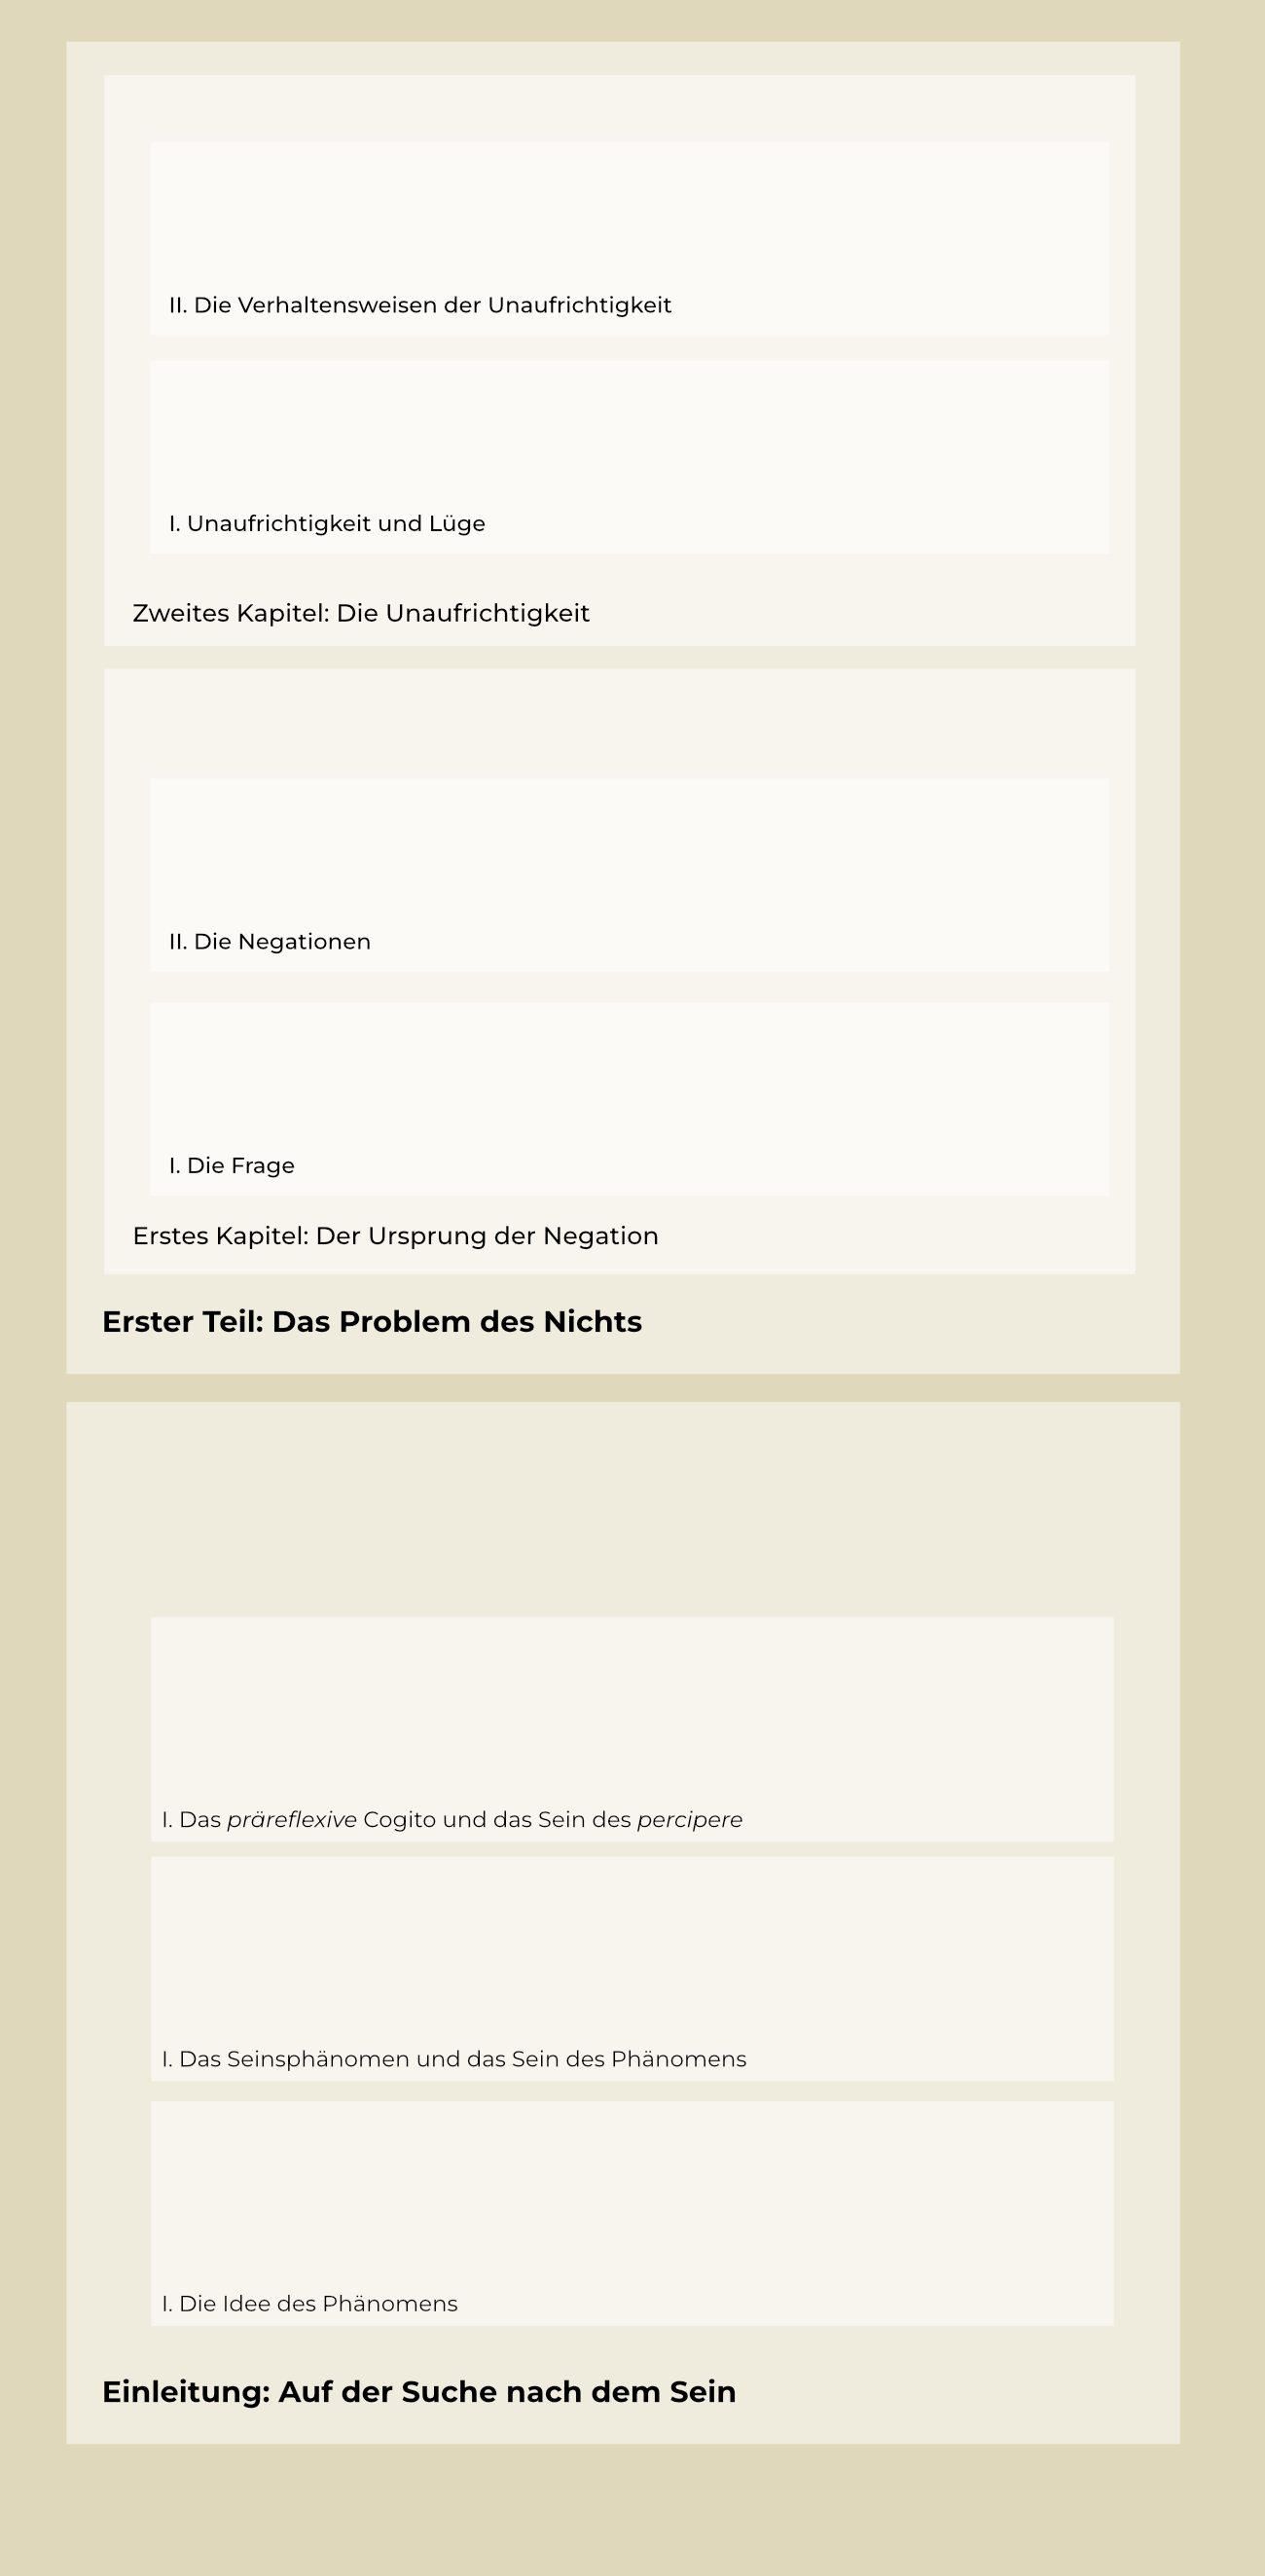 II. Die Verhaltensweisen der Unaufrichtigkeit
I. Unaufrichtigkeit und Lüge
Zweites Kapitel: Die Unaufrichtigkeit
II. Die Negationen
I. Die Frage
Erstes Kapitel: Der Ursprung der Negation
Erster Teil: Das Problem des Nichts
I. Das präreflexive Cogito und das Sein des percipere
I. Das Seinsphänomen und das Sein des Phänomens
I. Die Idee des Phänomens
Einleitung: Auf der Suche nach dem Sein